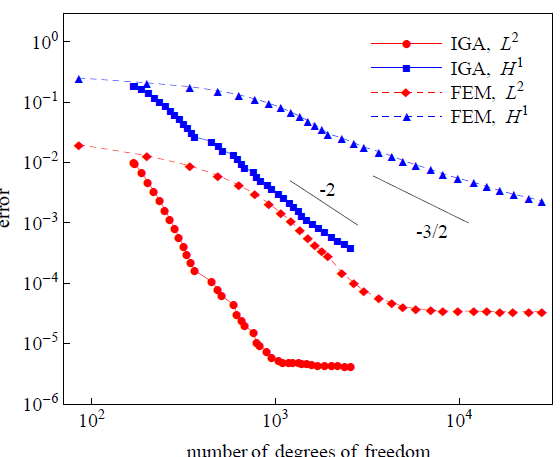 10^0
10^-1
10^-2
10^-3
10^-4
10^-5
10^-6
error
IGA, L^2
IGA, H^1
FEM, L^2
FEM, H^1
-2
-3/2
10^2
10^3
10^4
number of degrees of freedom